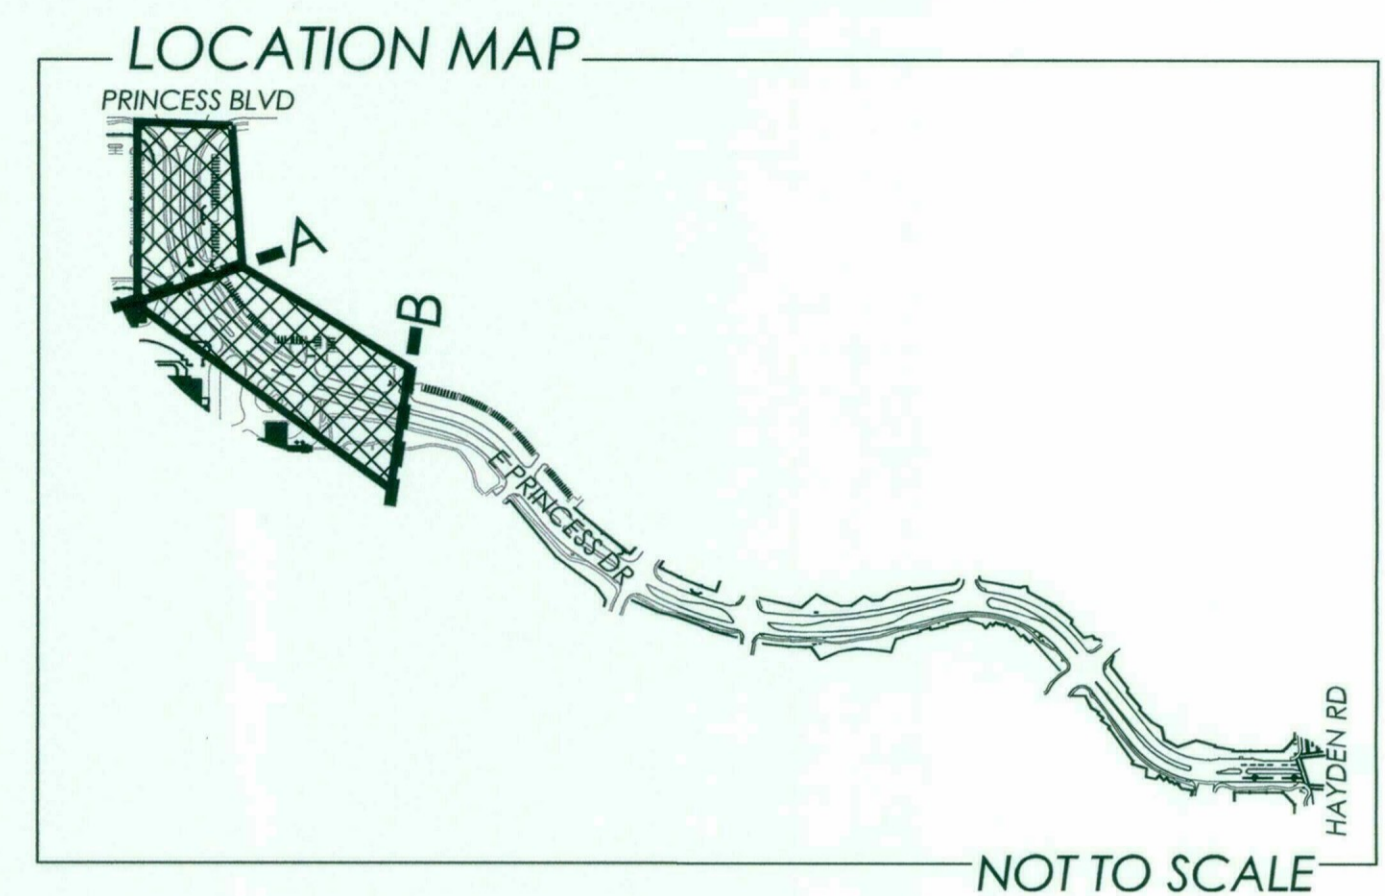 LOCATION MAP
PRINCESS BLVD
A
B
E PRINCESS DR
HAYDEN RD
NOT TO SCALE